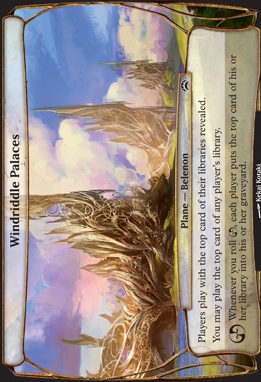 Windriddle Palaces
Plane — Belenon
Players play with the top card of their libraries revealed.
You may play the top card of any player's library.
Whenever you roll , each player puts the top card of his or
her library into his or her graveyard.
Kekai Kotaki